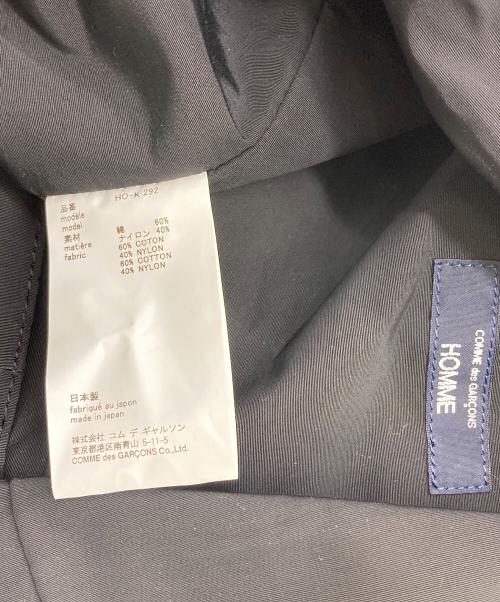 品番 HO-K 292
modèle
model
素材 綿 60%
matière ナイロン 40%
fabric 60% COTON
40% NYLON
60% COTTON
40% NYLON
日本製
fabriqué au japon
made in japan
株式会社 コム デ ギャルソン
東京都港区南青山 5-11-5
COMME des GARÇONS Co.,Ltd.
COMME des GARÇONS
HOMME